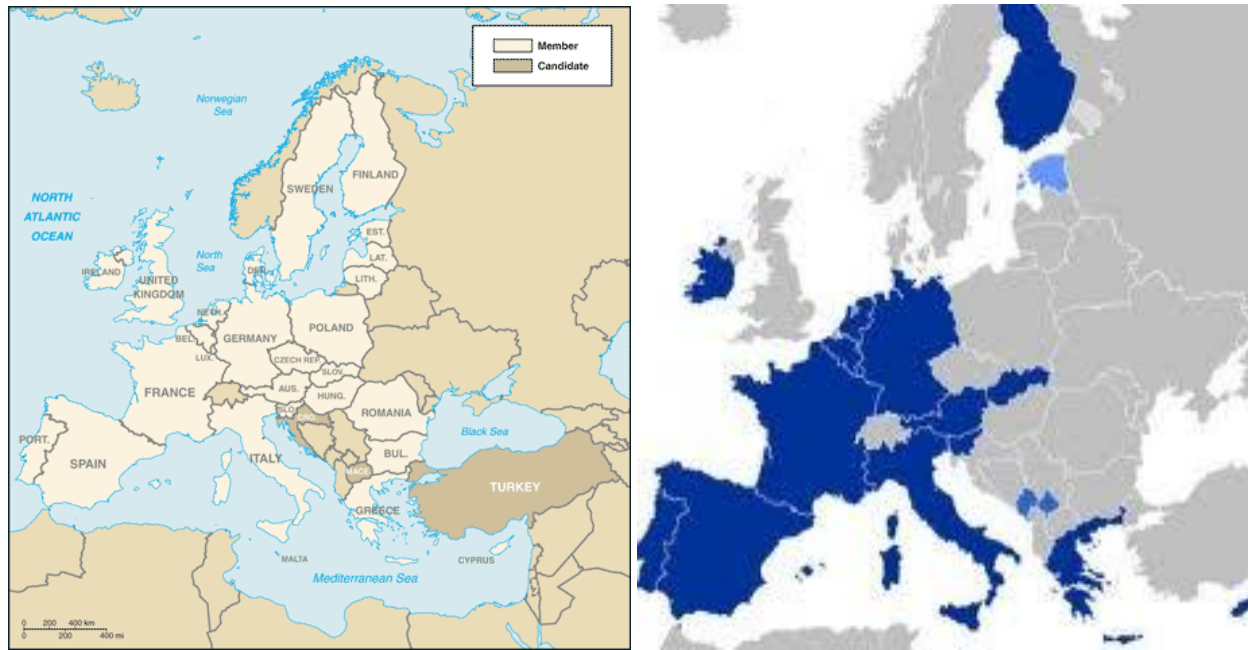 Member
Candidate
Norwegian
Sea
NORTH
ATLANTIC
OCEAN
SWEDEN
FINLAND
EST.
LAT.
LITH.
North
Sea
DEN.
IRELAND
UNITED
KINGDOM
NETH.
BEL.
LUX.
GERMANY
POLAND
CZECH REP.
SLOV.
AUS.
HUNG.
FRANCE
SLO.
CRO.
ROMANIA
BUL.
Black Sea
PORT.
SPAIN
ITALY
MACE.
TURKEY
GREECE
MALTA
CYPRUS
Mediterranean Sea
0 200 400 km
0 200 400 mi